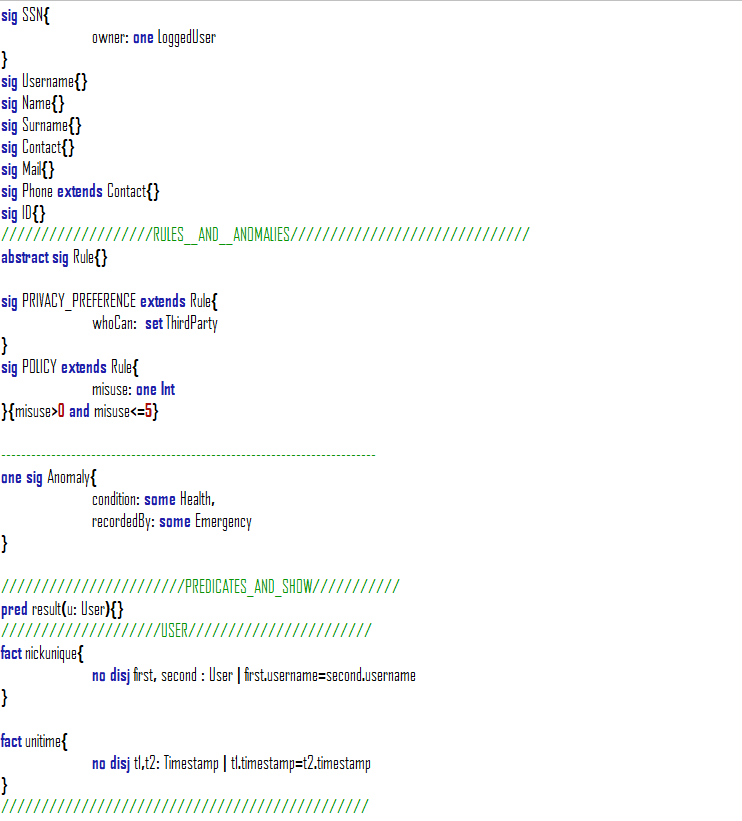 sig SSN{
owner: one LoggedUser
}
sig Username{}
sig Name{}
sig Surname{}
sig Contact{}
sig Mail{}
sig Phone extends Contact{}
sig ID{}
///////////////////RULES__AND__ANOMALIES//////////////////////////////
abstract sig Rule{}
sig PRIVACY_PREFERENCE extends Rule{
whoCan: set ThirdParty
}
sig POLICY extends Rule{
misuse: one Int
}{misuse>0 and misuse<=5}
---------------------------------------------------------------------------
one sig Anomaly{
condition: some Health,
recordedBy: some Emergency
}
///////////////////////PREDICATES_AND_SHOW///////////
pred result(u: User){}
////////////////////USER///////////////////////
fact nickunique{
no disj first, second : User | first.username=second.username
}
fact unitime{
no disj t1,t2: Timestamp | t1.timestamp=t2.timestamp
}
//////////////////////////////////////////////